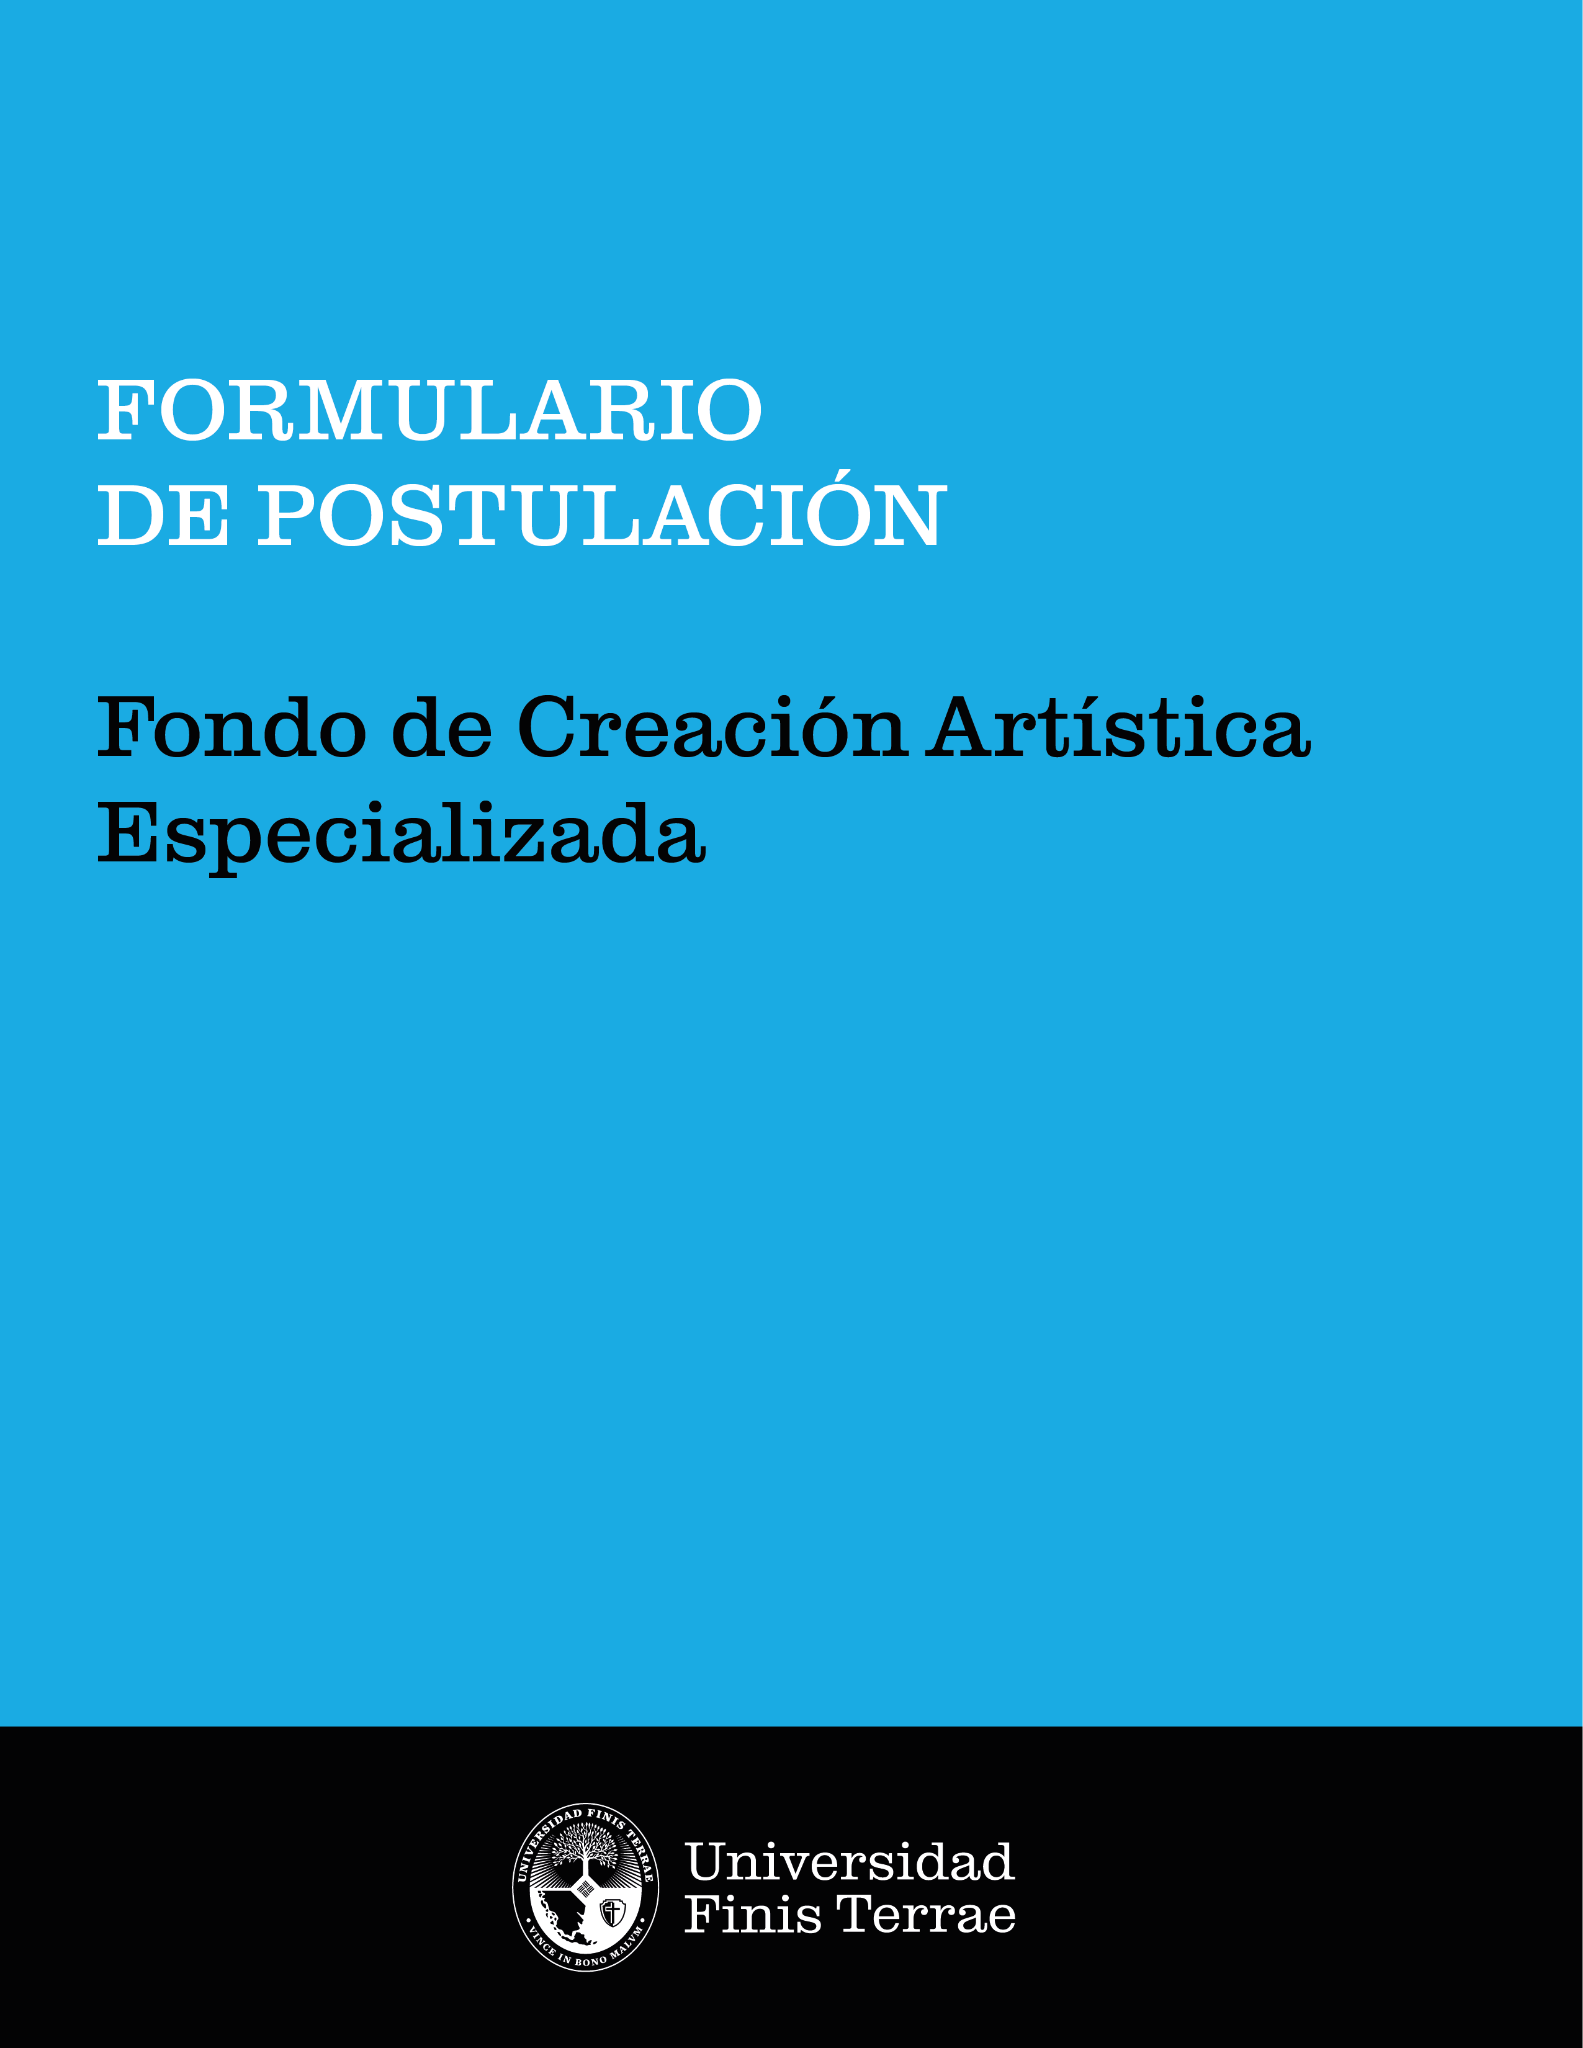 FORMULARIO
DE POSTULACIÓN
Fondo de Creación Artística
Especializada
UNIVERSIDAD FINIS TERRAE
• VINCE IN BONO MALVM •
Universidad
Finis Terrae